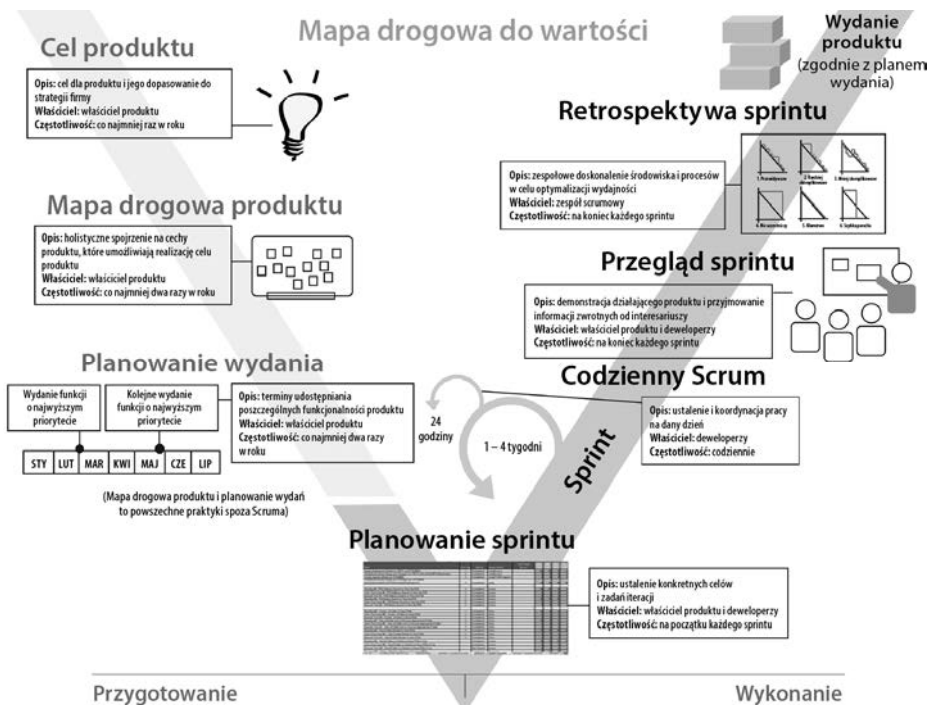 Mapa drogowa do wartości
Cel produktu
Opis: cel dla produktu i jego dopasowanie do
strategii firmy
Właściciel: właściciel produktu
Częstotliwość: co najmniej raz w roku
Mapa drogowa produktu
Opis: holistyczne spojrzenie na cechy
produktu, które umożliwiają realizację celu
produktu
Właściciel: właściciel produktu
Częstotliwość: co najmniej dwa razy w roku
Planowanie wydania
Wydanie funkcji
o najwyższym
priorytecie
Kolejne wydanie
funkcji o najwyższym
priorytecie
Opis: terminy udostępniania
poszczególnych funkcjonalności produktu
Właściciel: właściciel produktu
Częstotliwość: co najmniej dwa razy
w roku
STY LUT MAR KWI MAJ CZE LIP
(Mapa drogowa produktu i planowanie wydań
to powszechne praktyki spoza Scruma)
Planowanie sprintu
Opis: ustalenie konkretnych celów
i zadań iteracji
Właściciel: właściciel produktu i deweloperzy
Częstotliwość: na początku każdego sprintu
24
godziny
1 – 4 tygodni
Sprint
Codzienny Scrum
Opis: ustalenie i koordynacja pracy
na dany dzień
Właściciel: deweloperzy
Częstotliwość: codziennie
Przegląd sprintu
Opis: demonstracja działającego produktu i przyjmowanie
informacji zwrotnych od interesariuszy
Właściciel: właściciel produktu i deweloperzy
Częstotliwość: na koniec każdego sprintu
Retrospektywa sprintu
Opis: zespołowe doskonalenie środowiska i procesów
w celu optymalizacji wydajności
Właściciel: zespół scrumowy
Częstotliwość: na koniec każdego sprintu
Wydanie
produktu
(zgodnie z planem
wydania)
Przygotowanie
Wykonanie